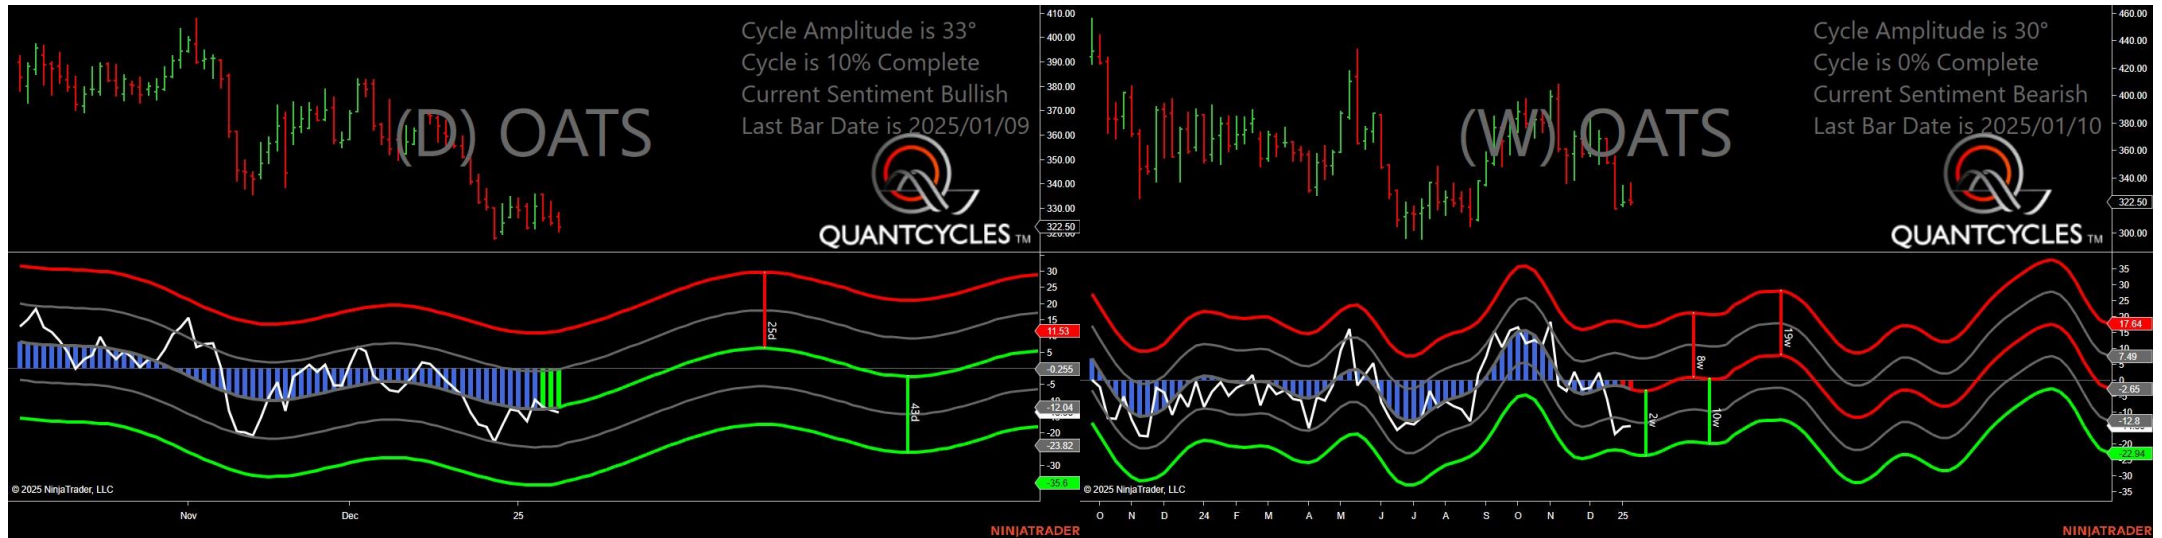 Cycle Amplitude is 33°
Cycle is 10% Complete
Current Sentiment Bullish
Last Bar Date is 2025/01/09
(D) OATS
QUANTCYCLES TM
410.00
400.00
390.00
380.00
370.00
360.00
350.00
340.00
330.00
322.50
30
25
20
15
11.53
5
-0.255
-5
-12.04
-20
-23.82
-30
-35.6
25d
43d
© 2025 NinjaTrader, LLC
Nov
Dec
25
NINJATRADER
Cycle Amplitude is 30°
Cycle is 0% Complete
Current Sentiment Bearish
Last Bar Date is 2025/01/10
(W) OATS
QUANTCYCLES TM
460.00
440.00
420.00
400.00
380.00
360.00
340.00
322.50
300.00
35
30
25
17.64
15
7.49
0
-2.65
-5
-10
-12.8
-20
-22.94
-30
-35
8w
19w
2w
10w
© 2025 NinjaTrader, LLC
O N D 24 F M A M J J A S O N D 25
NINJATRADER